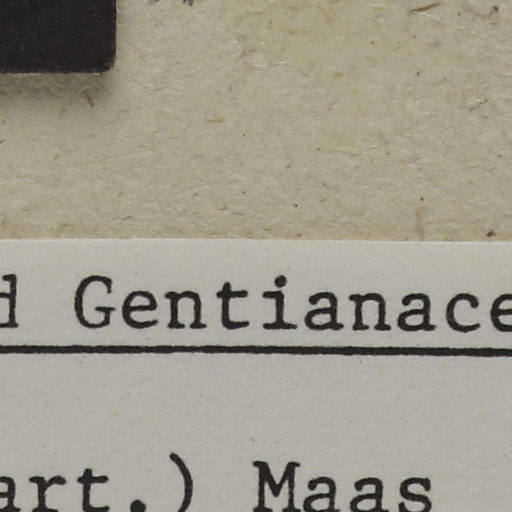 d Gentianace
art.) Maas